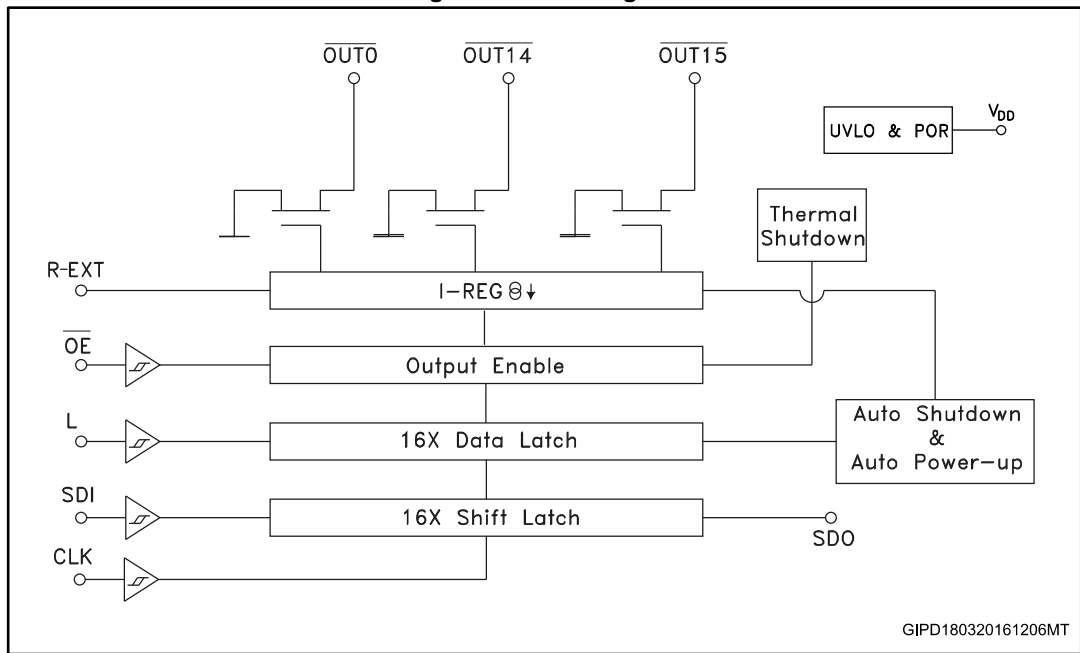 OUT0
OUT14
OUT15
UVLO & POR
VDD
Thermal
Shutdown
R-EXT
I-REG
OE
Output Enable
L
16X Data Latch
Auto Shutdown
&
Auto Power-up
SDI
16X Shift Latch
SDO
CLK
GIPD180320161206MT